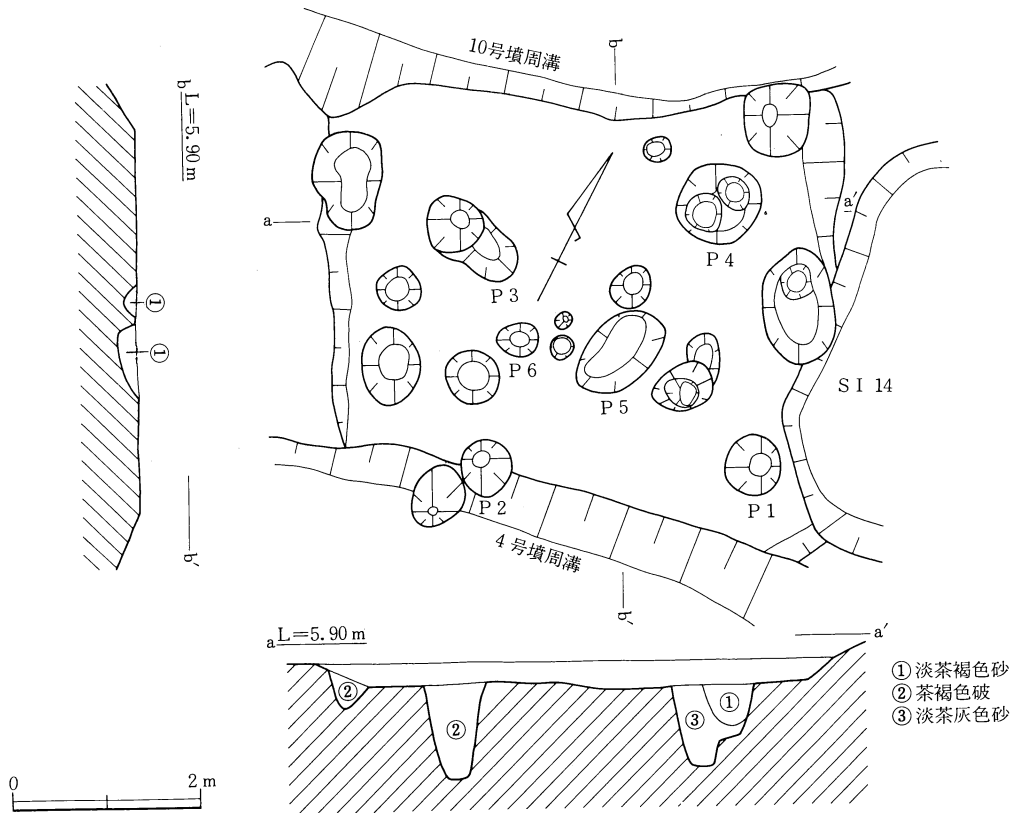 10号墳周溝
b
b L=5.90 m
a
a′
P 3
P 4
①
①
P 6
P 5
S I 14
P 2
P 1
4号墳周溝
b′
b′
a L=5.90 m
a′
②
②
③
①
①淡茶褐色砂
②茶褐色破
③淡茶灰色砂
0
2 m